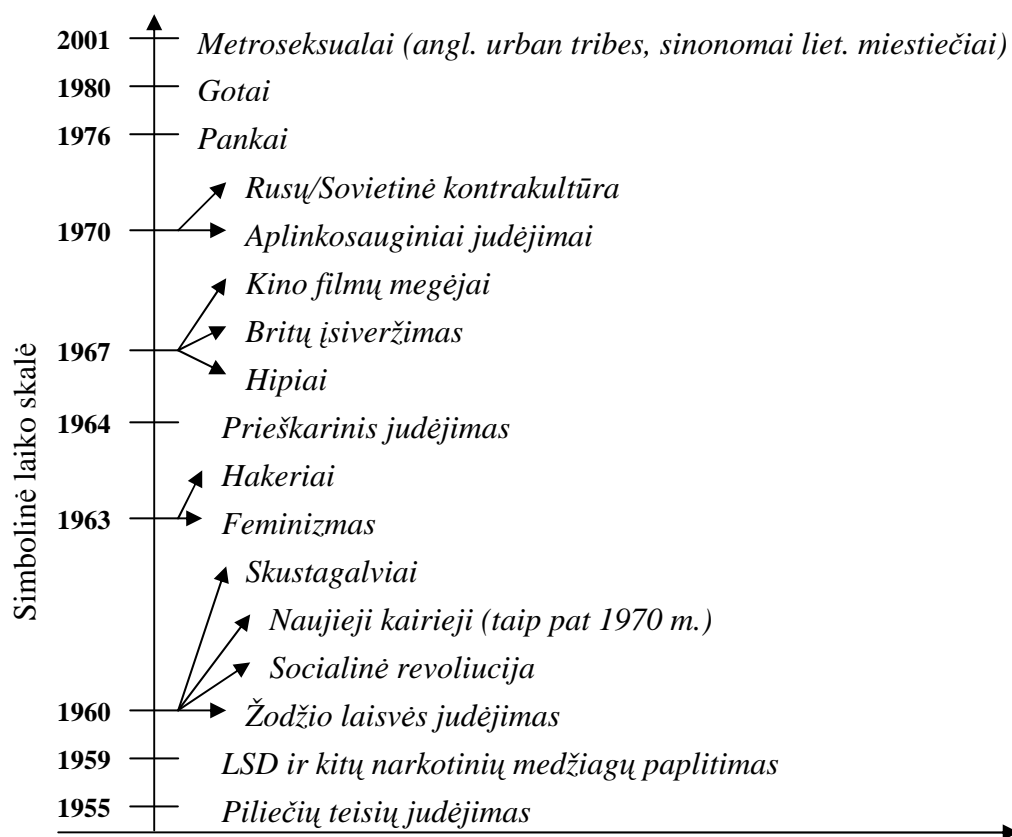 2001 Metroseksualai (angl. urban tribes, sinonomai liet. miestiečiai)
1980 Gotai
1976 Pankai
Rusų/Sovietinė kontrakultūra
1970 Aplinkosauginiai judėjimai
Kino filmų megėjai
Britų įsiveržimas
1967
Hipiai
1964 Prieškarinis judėjimas
Hakeriai
1963 Feminizmas
Skustagalviai
Naujieji kairieji (taip pat 1970 m.)
Socialinė revoliucija
1960 Žodžio laisvės judėjimas
1959 LSD ir kitų narkotinių medžiagų paplitimas
1955 Piliečių teisių judėjimas
Simbolinė laiko skalė